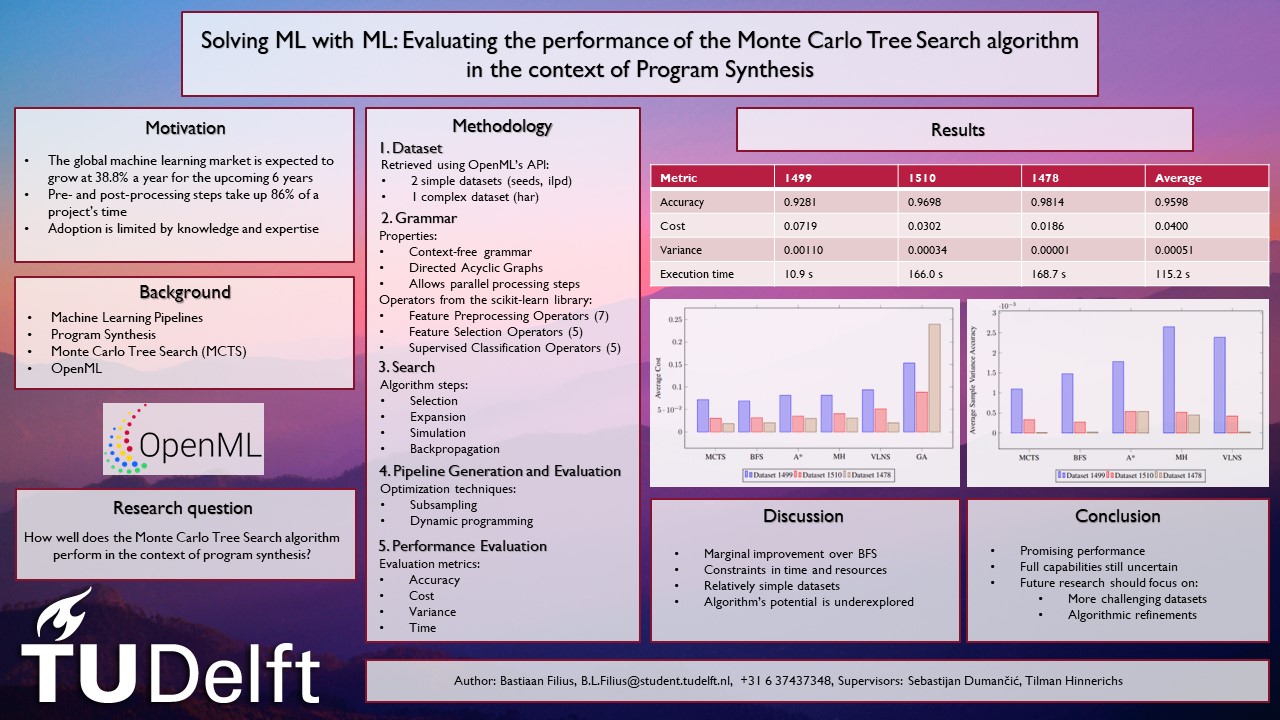 Solving ML with ML: Evaluating the performance of the Monte Carlo Tree Search algorithm
in the context of Program Synthesis
Motivation
• The global machine learning market is expected to
grow at 38.8% a year for the upcoming 6 years
• Pre- and post-processing steps take up 86% of a
project's time
• Adoption is limited by knowledge and expertise
Background
• Machine Learning Pipelines
• Program Synthesis
• Monte Carlo Tree Search (MCTS)
• OpenML
OpenML
Research question
How well does the Monte Carlo Tree Search algorithm
perform in the context of program synthesis?
TUDelft
Methodology
1. Dataset
Retrieved using OpenML's API:
• 2 simple datasets (seeds, ilpd)
• 1 complex dataset (har)
2. Grammar
Properties:
• Context-free grammar
• Directed Acyclic Graphs
• Allows parallel processing steps
Operators from the scikit-learn library:
• Feature Preprocessing Operators (7)
• Feature Selection Operators (5)
• Supervised Classification Operators (5)
3. Search
Algorithm steps:
• Selection
• Expansion
• Simulation
• Backpropagation
4. Pipeline Generation and Evaluation
Optimization techniques:
• Subsampling
• Dynamic programming
5. Performance Evaluation
Evaluation metrics:
• Accuracy
• Cost
• Variance
• Time
Results
Metric 1499 1510 1478 Average
Accuracy 0.9281 0.9698 0.9814 0.9598
Cost 0.0719 0.0302 0.0186 0.0400
Variance 0.00110 0.00034 0.00001 0.00051
Execution time 10.9 s 166.0 s 168.7 s 115.2 s
Average Cost
0.25
0.2
0.15
0.1
5·10⁻²
0
MCTS BFS A* MH VLNS GA
Dataset 1499 Dataset 1510 Dataset 1478
Average Sample Variance Accuracy
·10⁻³
3
2.5
2
1.5
1
0.5
0
MCTS BFS A* MH VLNS
Dataset 1499 Dataset 1510 Dataset 1478
Discussion
• Marginal improvement over BFS
• Constraints in time and resources
• Relatively simple datasets
• Algorithm's potential is underexplored
Conclusion
• Promising performance
• Full capabilities still uncertain
• Future research should focus on:
• More challenging datasets
• Algorithmic refinements
Author: Bastiaan Filius, B.L.Filius@student.tudelft.nl, +31 6 37437348, Supervisors: Sebastijan Dumančić, Tilman Hinnerichs